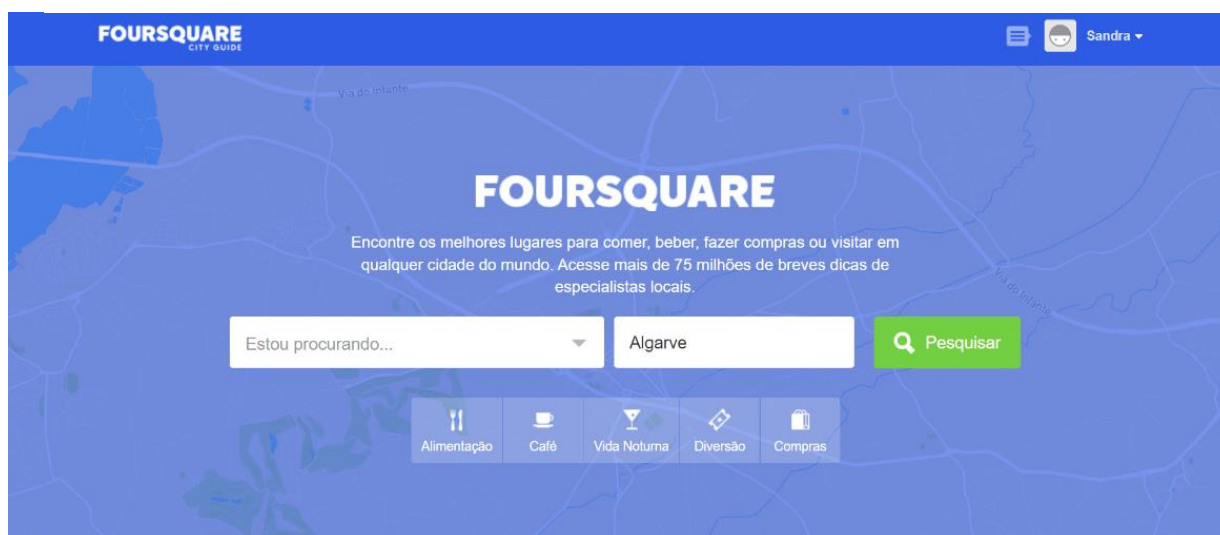 FOURSQUARE
CITY GUIDE
Sandra
Via do Infante
FOURSQUARE
Encontre os melhores lugares para comer, beber, fazer compras ou visitar em
qualquer cidade do mundo. Acesse mais de 75 milhões de breves dicas de
especialistas locais.
Via do Infante
Estou procurando...
Algarve
Pesquisar
Alimentação
Café
Vida Noturna
Diversão
Compras